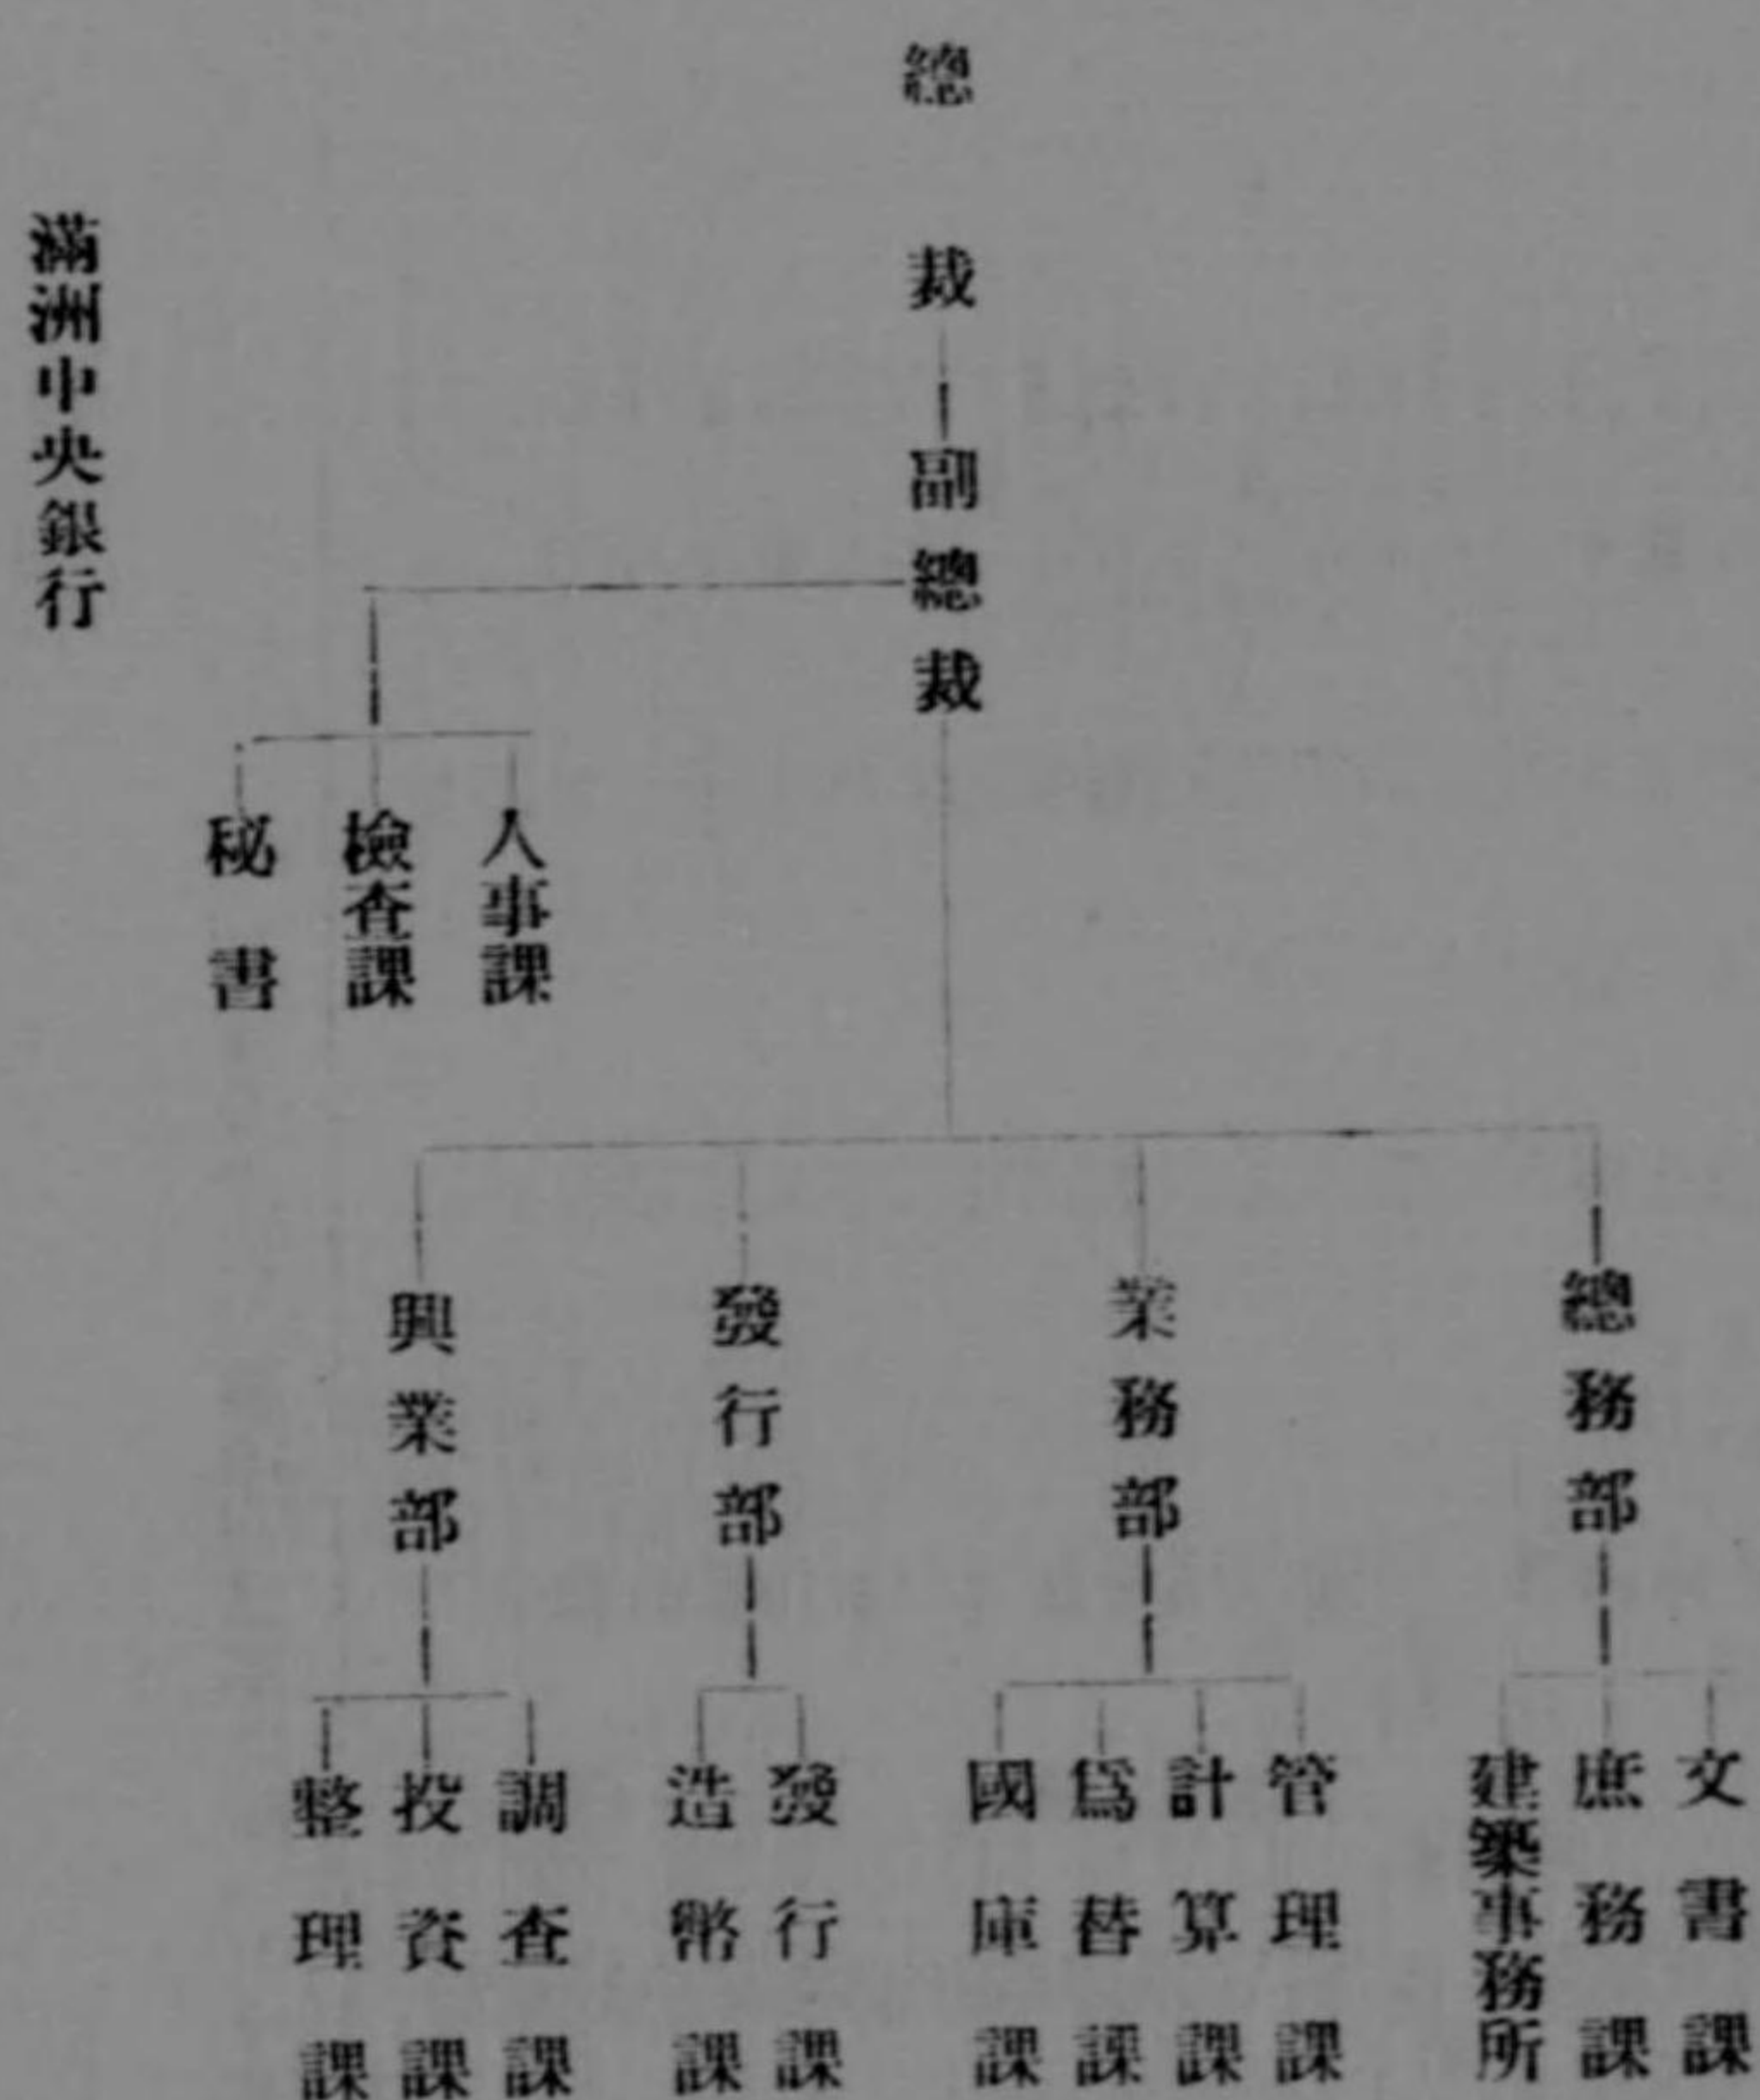 總裁
副總裁
人事課
檢查課
秘書
總務部
文書課
庶務課
建築事務所
業務部
管理課
計算課
爲替課
國庫課
發行部
發行課
造幣課
興業部
調查課
投資課
整理課
滿洲中央銀行